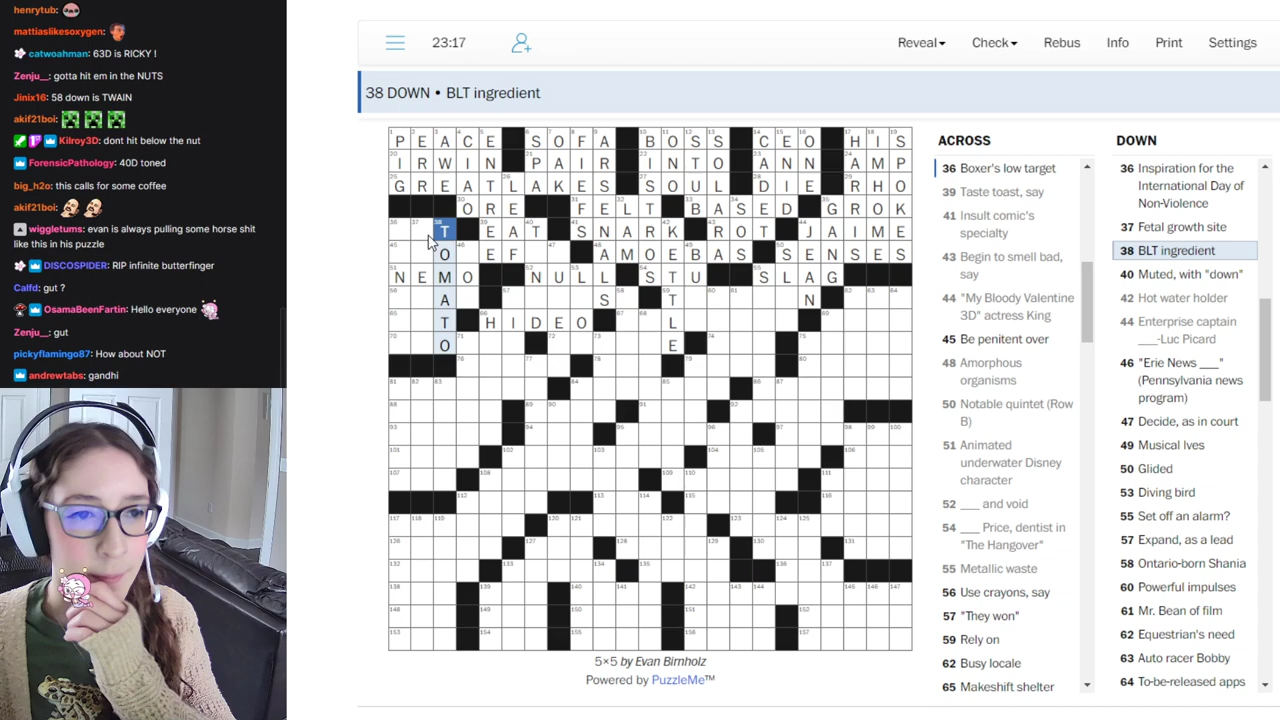 henrytub:
mattiaslikesoxygen:
catwoahman: 63D is RICKY !
Zenju__: gotta hit em in the NUTS
Jinix16: 58 down is TWAIN
akif21boi:
Kilroy3D: dont hit below the nut
ForensicPathology: 40D toned
big_h2o: this calls for some coffee
akif21boi:
wiggletums: evan is always pulling some horse shit
like this in his puzzle
DISCOSPIDER: RIP infinite butterfinger
Calfd: gut ?
OsamaBeenFartin: Hello everyone
Zenju__: gut
pickyflamingo87: How about NOT
andrewtabs: gandhi
23:17
Reveal
Check
Rebus
Info
Print
Settings
38 DOWN • BLT ingredient
P E A C E S O F A B O S S C E O H I S
I R W I N P A I R I N T O A N N A M P
G R E A T L A K E S S O U L D I E R H O
O R E F E L T B A S E D G R O K
T E A T S N A R K R O T J A I M E
O E F A M O E B A S S E N S E S
N E M O N U L L S T U S L A G
A S T N
T H I D E O L
O E
5×5 by Evan Birnholz
Powered by PuzzleMe™
ACROSS
36 Boxer's low target
39 Taste toast, say
41 Insult comic's
specialty
43 Begin to smell bad,
say
44 "My Bloody Valentine
3D" actress King
45 Be penitent over
48 Amorphous
organisms
50 Notable quintet (Row
B)
51 Animated
underwater Disney
character
52 ___ and void
54 ___ Price, dentist in
"The Hangover"
55 Metallic waste
56 Use crayons, say
57 "They won"
59 Rely on
62 Busy locale
65 Makeshift shelter
DOWN
36 Inspiration for the
International Day of
Non-Violence
37 Fetal growth site
38 BLT ingredient
40 Muted, with "down"
42 Hot water holder
44 Enterprise captain
___-Luc Picard
46 "Erie News ___"
(Pennsylvania news
program)
47 Decide, as in court
49 Musical Ives
50 Glided
53 Diving bird
55 Set off an alarm?
57 Expand, as a lead
58 Ontario-born Shania
60 Powerful impulses
61 Mr. Bean of film
62 Equestrian's need
63 Auto racer Bobby
64 To-be-released apps